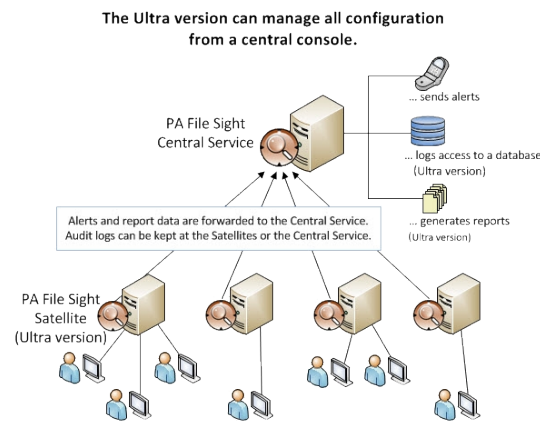 The Ultra version can manage all configuration
from a central console.
PA File Sight
Central Service
... sends alerts
... logs access to a database
(Ultra version)
... generates reports
(Ultra version)
Alerts and report data are forwarded to the Central Service.
Audit logs can be kept at the Satellites or the Central Service.
PA File Sight
Satellite
(Ultra version)